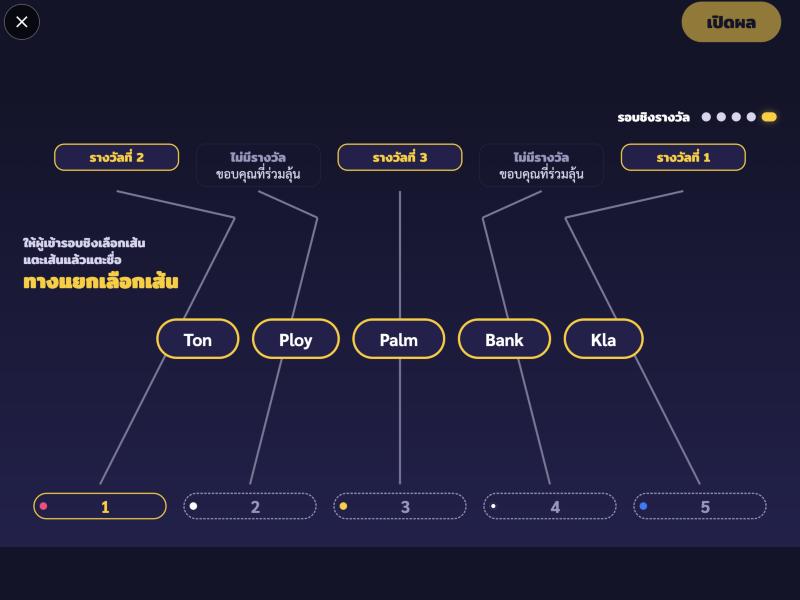 เปิดผล
รอบชิงรางวัล
รางวัลที่ 2
ไม่มีรางวัล
ขอบคุณที่ร่วมลุ้น
รางวัลที่ 3
ไม่มีรางวัล
ขอบคุณที่ร่วมลุ้น
รางวัลที่ 1
ให้ผู้เข้ารอบชิงเลือกเส้น
แตะเส้นแล้วแตะชื่อ
ทางแยกเลือกเส้น
Ton
Ploy
Palm
Bank
Kla
1
2
3
4
5